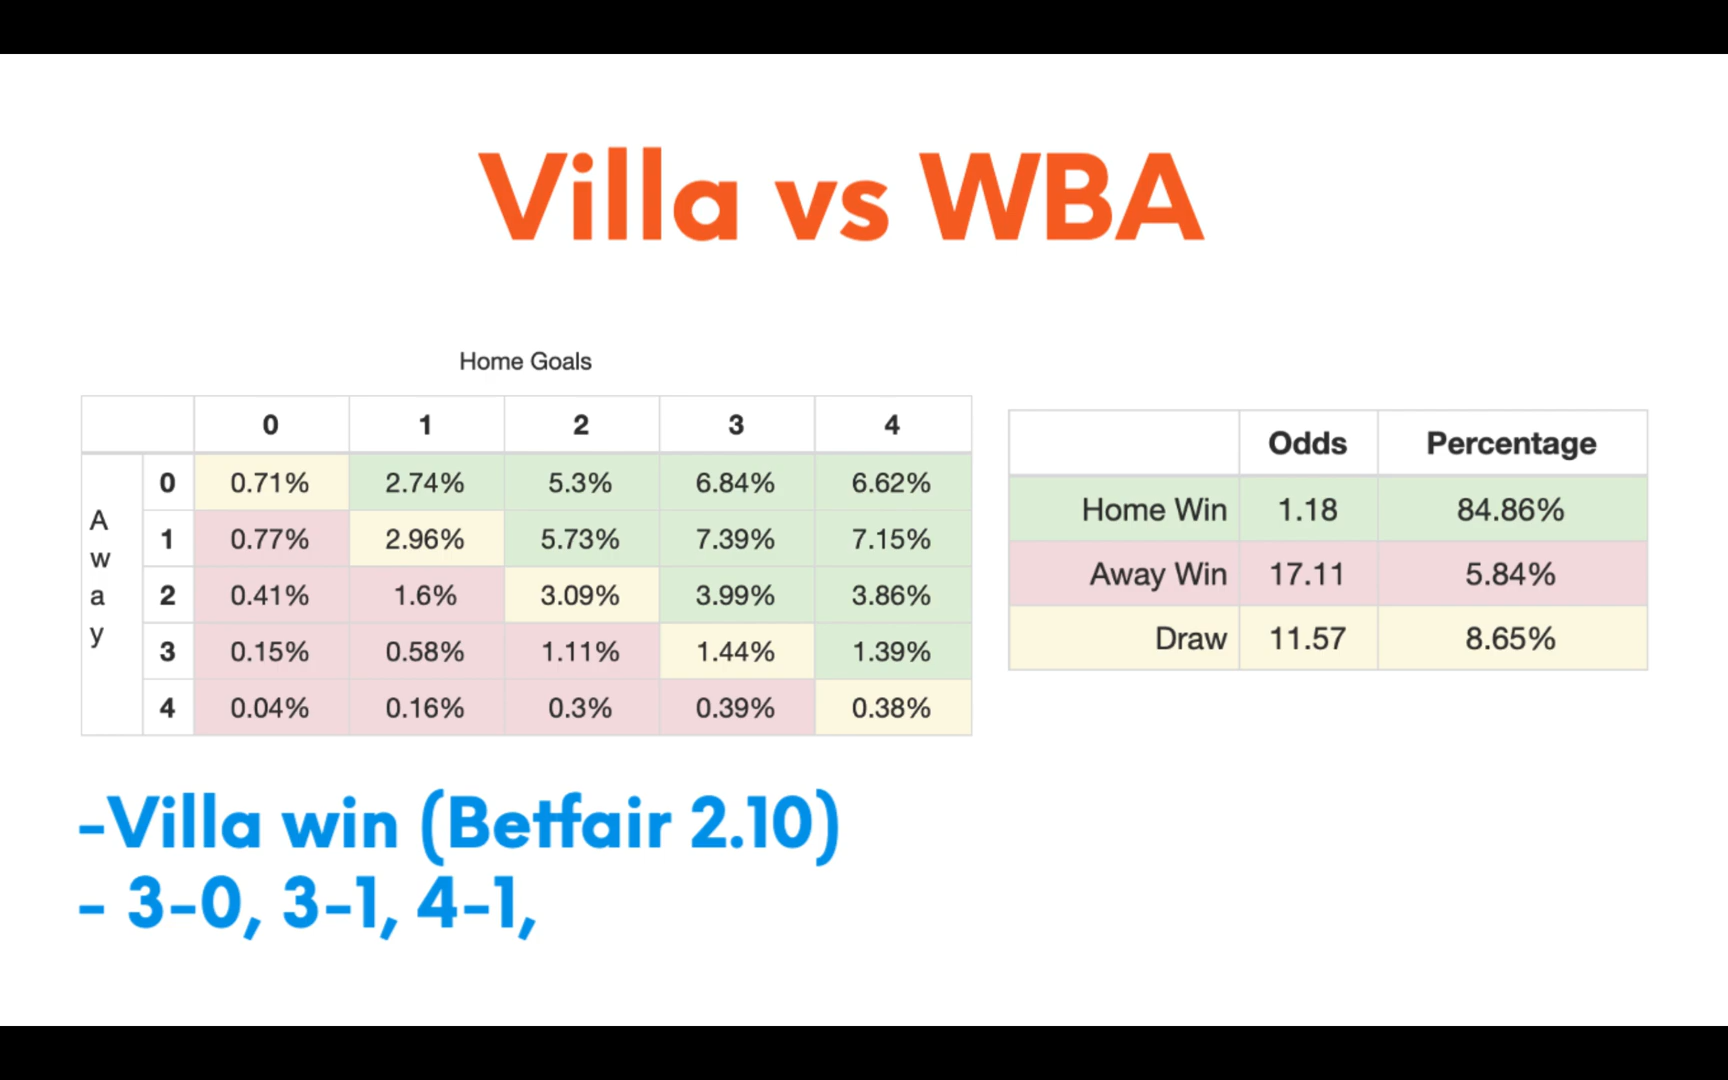 Villa vs WBA
Home Goals
0 1 2 3 4
Away
0 0.71% 2.74% 5.3% 6.84% 6.62%
1 0.77% 2.96% 5.73% 7.39% 7.15%
2 0.41% 1.6% 3.09% 3.99% 3.86%
3 0.15% 0.58% 1.11% 1.44% 1.39%
4 0.04% 0.16% 0.3% 0.39% 0.38%
Odds Percentage
Home Win 1.18 84.86%
Away Win 17.11 5.84%
Draw 11.57 8.65%
-Villa win (Betfair 2.10)
- 3-0, 3-1, 4-1,